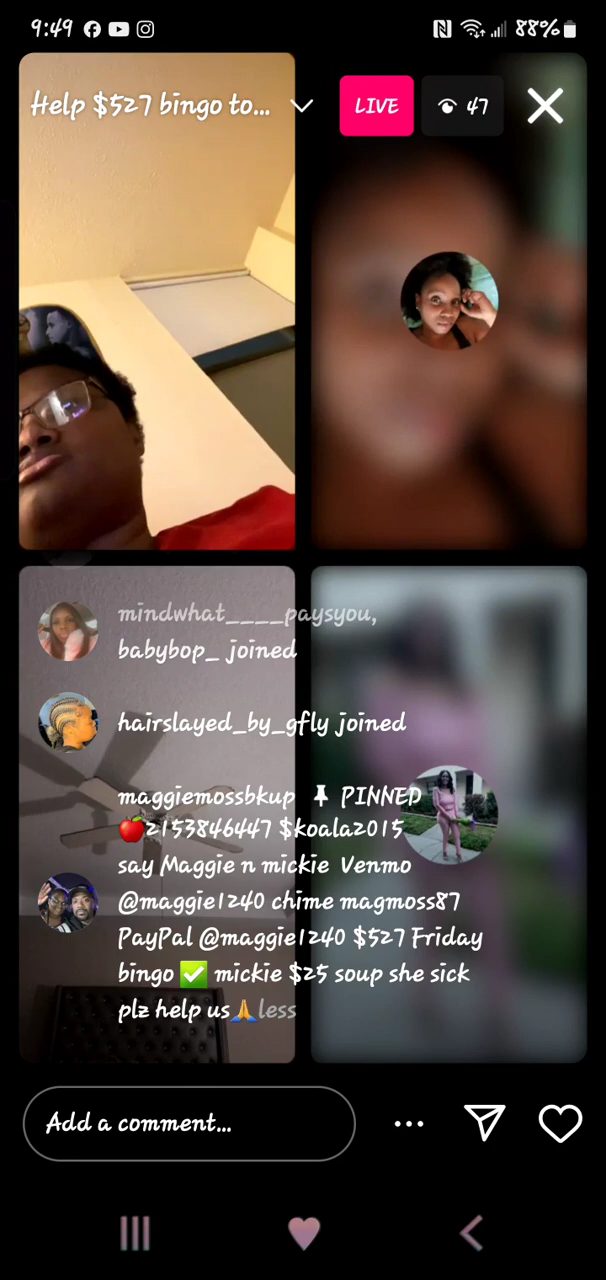 9:49
88%
Help $527 bingo to...
LIVE
47
mindwhat____paysyou,
babybop_ joined
hairslayed_by_gfly joined
maggiemossbkup 📌 PINNED
🍎2153846447 $koala2015
say Maggie n mickie Venmo
@maggie1240 chime magmoss87
PayPal @maggie1240 $527 Friday
bingo ✅ mickie $25 soup she sick
plz help us🙏less
Add a comment...